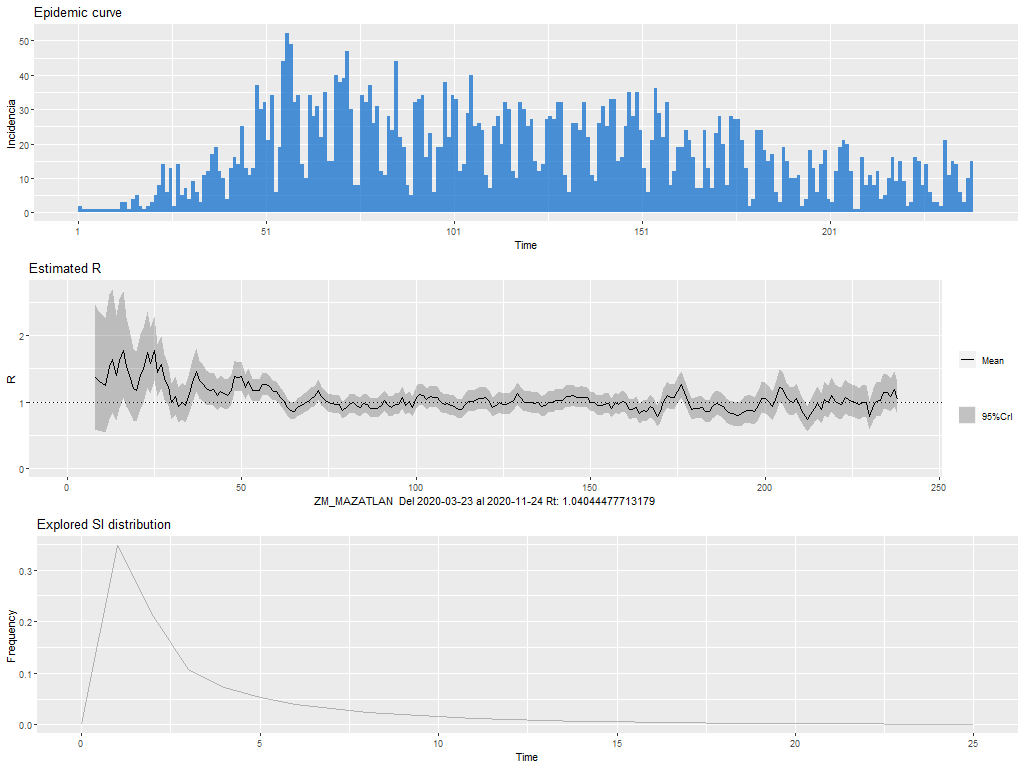 Epidemic curve
50
40
30
20
10
0
Incidencia
1
51
101
151
201
Time
Estimated R
2
1
0
R
0
50
100
150
200
250
ZM_MAZATLAN Del 2020-03-23 al 2020-11-24 Rt: 1.04044477713179
Mean
95%CrI
Explored SI distribution
0.3
0.2
0.1
0.0
Frequency
0
5
10
15
20
25
Time